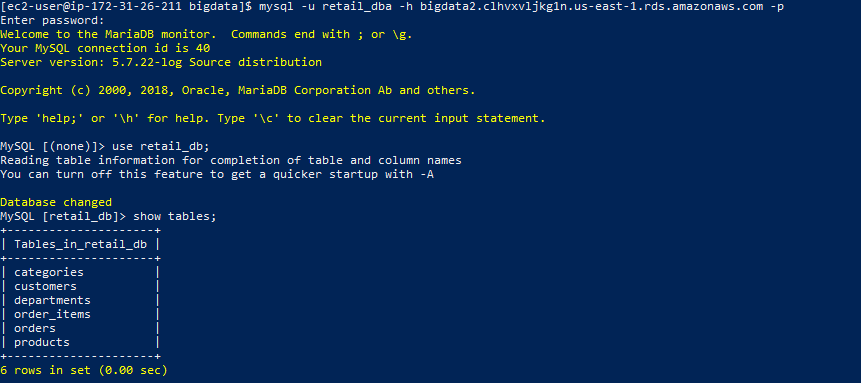 [ec2-user@ip-172-31-26-211 bigdata]$ mysql -u retail_dba -h bigdata2.clhvxvljkg1n.us-east-1.rds.amazonaws.com -p
Enter password:
Welcome to the MariaDB monitor.  Commands end with ; or \g.
Your MySQL connection id is 40
Server version: 5.7.22-log Source distribution
Copyright (c) 2000, 2018, Oracle, MariaDB Corporation Ab and others.
Type 'help;' or '\h' for help. Type '\c' to clear the current input statement.
MySQL [(none)]> use retail_db;
Reading table information for completion of table and column names
You can turn off this feature to get a quicker startup with -A
Database changed
MySQL [retail_db]> show tables;
+---------------------+
| Tables_in_retail_db |
+---------------------+
| categories          |
| customers           |
| departments         |
| order_items         |
| orders              |
| products            |
+---------------------+
6 rows in set (0.00 sec)